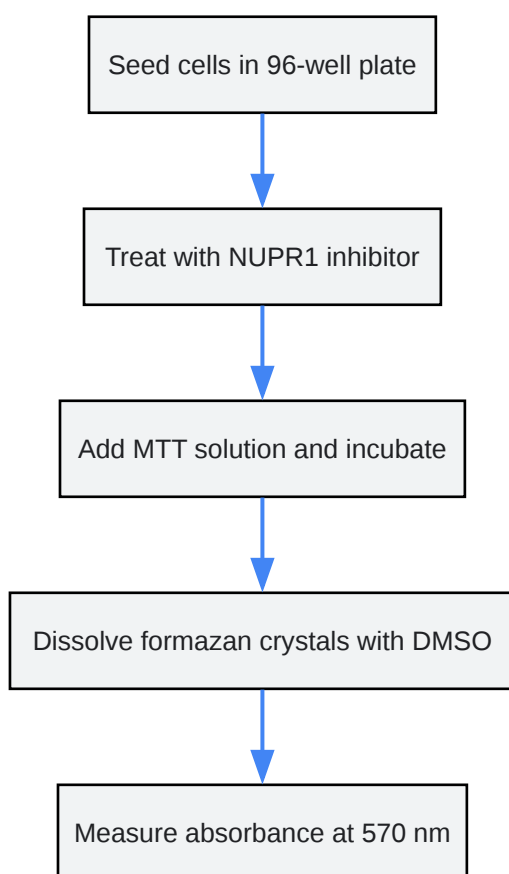 Seed cells in 96-well plate
Treat with NUPR1 inhibitor
Add MTT solution and incubate
Dissolve formazan crystals with DMSO
Measure absorbance at 570 nm